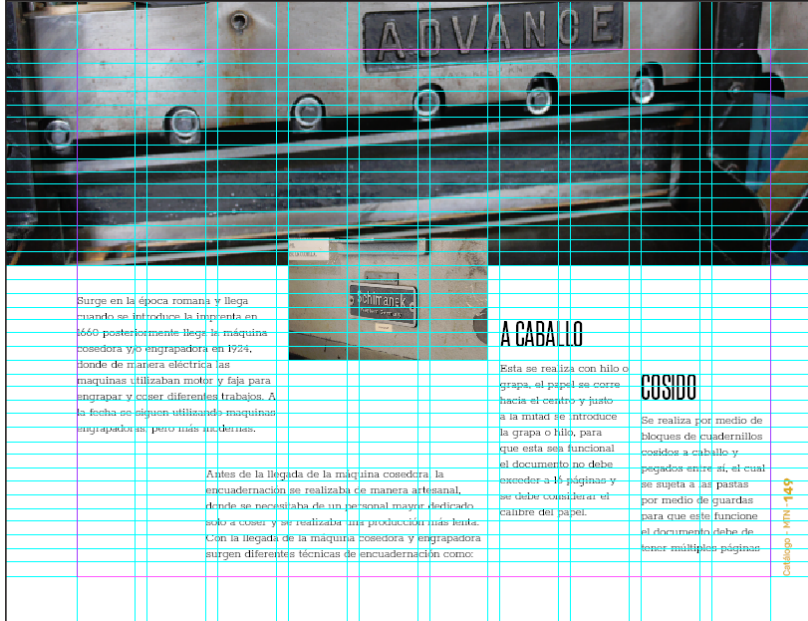 ADVANCE
Schimanek
Surge en la época romana y llega
cuando se introduce la imprenta en
1660 posteriormente llega la máquina
cosedora y/o engrapadora en 1924,
donde de manera electrica las
maquinas utilizaban motor y faja para
engrapar y coser diferentes trabajos. A
la fecha se siguen utilizando maquinas
engrapadoras, pero más modernas.
Antes de la llegada de la máquina cosedora, la
encuadernación se realizaba de manera artesanal,
donde se necesitaba de un personal mayor dedicado
solo a coser y se realizaba una producción más lenta.
Con la llegada de la máquina cosedora y engrapadora
surgen diferentes técnicas de encuadernación como:
A CABALLO
Esta se realiza con hilo o
grapa, el papel se corre
hacia el centro y justo
a la mitad se introduce
la grapa o hilo, para
que esta sea funcional
el documento no debe
exceder a 16 páginas y
se debe considerar el
calibre del papel.
COSIDO
Se realiza por medio de
bloques de cuadernillos
cosidos a caballo y
pegados entre sí, el cual
se sujeta a las pastas
por medio de guardas
para que este funcione
el documento debe de
tener múltiples páginas
Catálogo - MTN - 149